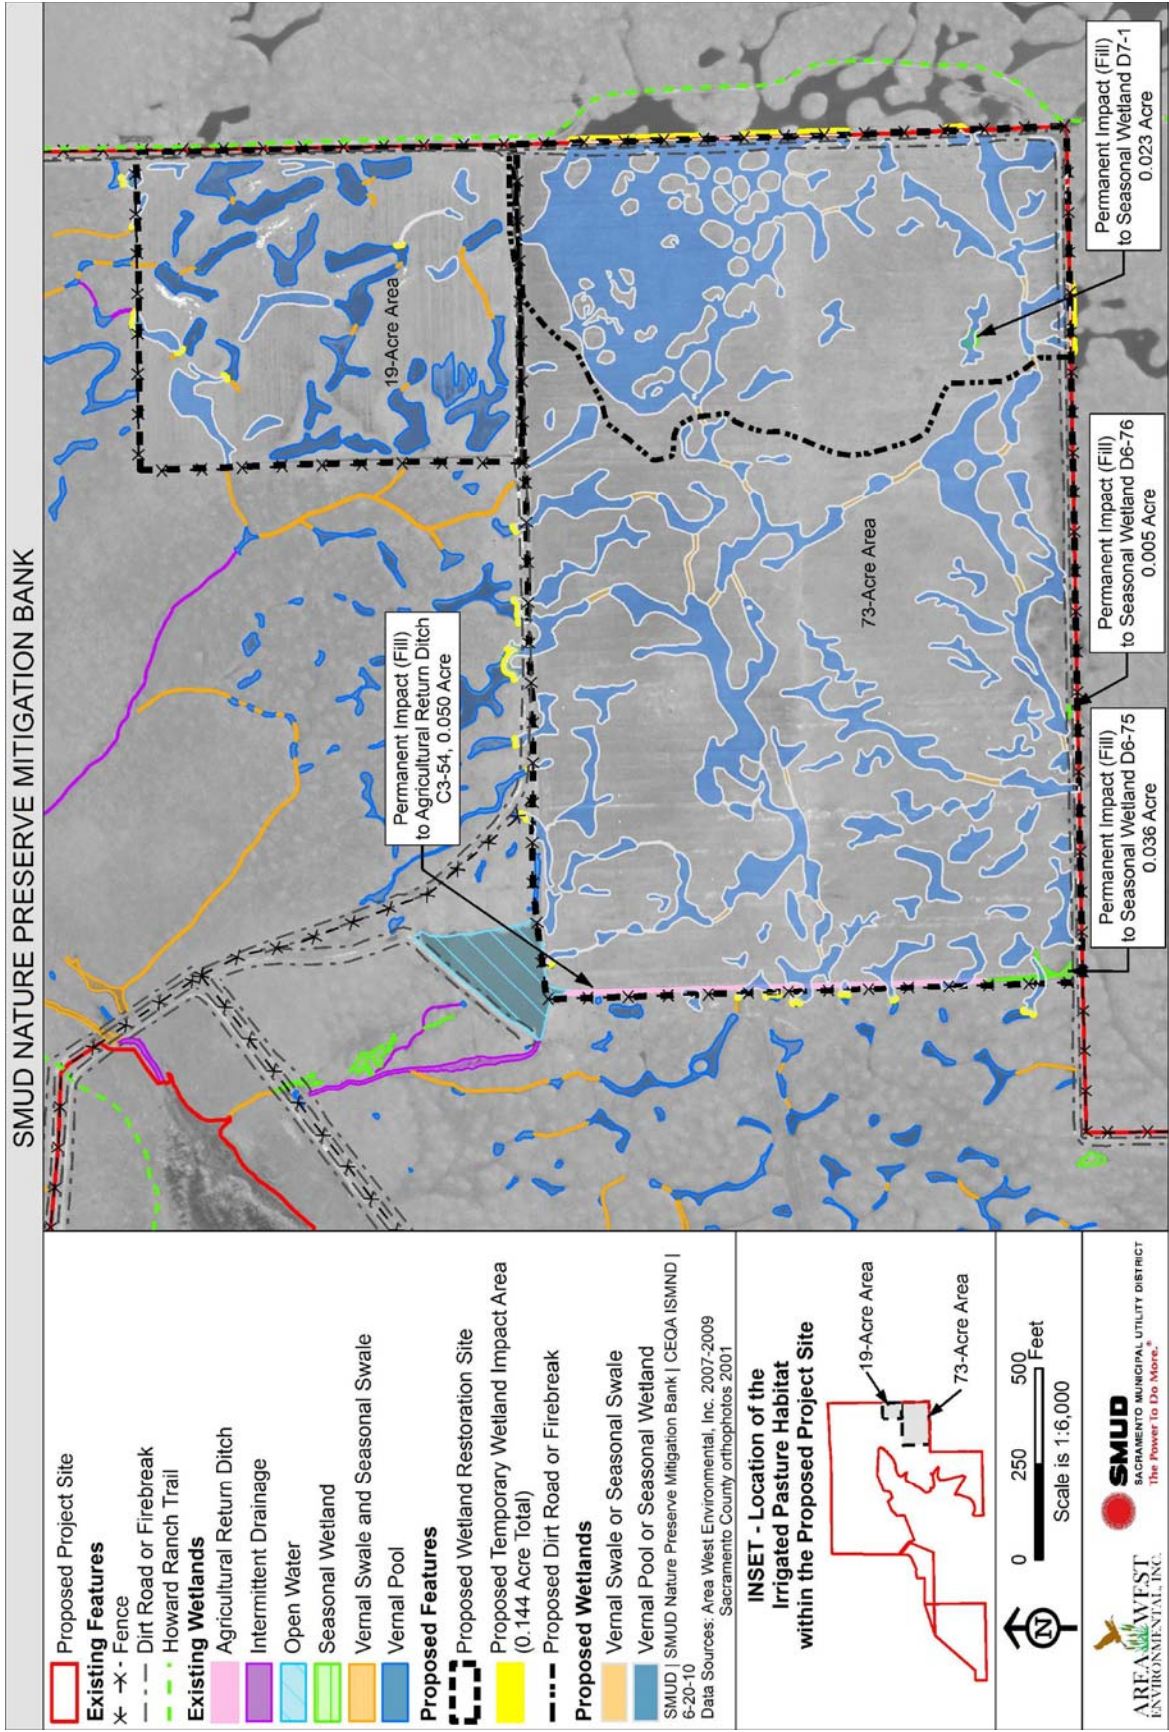 SMUD NATURE PRESERVE MITIGATION BANK
19-Acre Area
73-Acre Area
Permanent Impact (Fill)
to Agricultural Return Ditch
C3-54, 0.050 Acre
Permanent Impact (Fill)
to Seasonal Wetland D6-75
0.036 Acre
Permanent Impact (Fill)
to Seasonal Wetland D6-76
0.005 Acre
Permanent Impact (Fill)
to Seasonal Wetland D7-1
0.023 Acre
Proposed Project Site
Existing Features
Fence
Dirt Road or Firebreak
Howard Ranch Trail
Existing Wetlands
Agricultural Return Ditch
Intermittent Drainage
Open Water
Seasonal Wetland
Vernal Swale and Seasonal Swale
Vernal Pool
Proposed Features
Proposed Wetland Restoration Site
Proposed Temporary Wetland Impact Area
(0.144 Acre Total)
Proposed Dirt Road or Firebreak
Proposed Wetlands
Vernal Swale or Seasonal Swale
Vernal Pool or Seasonal Wetland
SMUD | SMUD Nature Preserve Mitigation Bank | CEQA ISMND |
6-20-10
Data Sources: Area West Environmental, Inc. 2007-2009
Sacramento County orthophotos 2001
INSET - Location of the
Irrigated Pasture Habitat
within the Proposed Project Site
19-Acre Area
73-Acre Area
N
0 250 500
Feet
Scale is 1:6,000
AREA WEST
ENVIRONMENTAL, INC.
SMUD
SACRAMENTO MUNICIPAL UTILITY DISTRICT
The Power To Do More.®